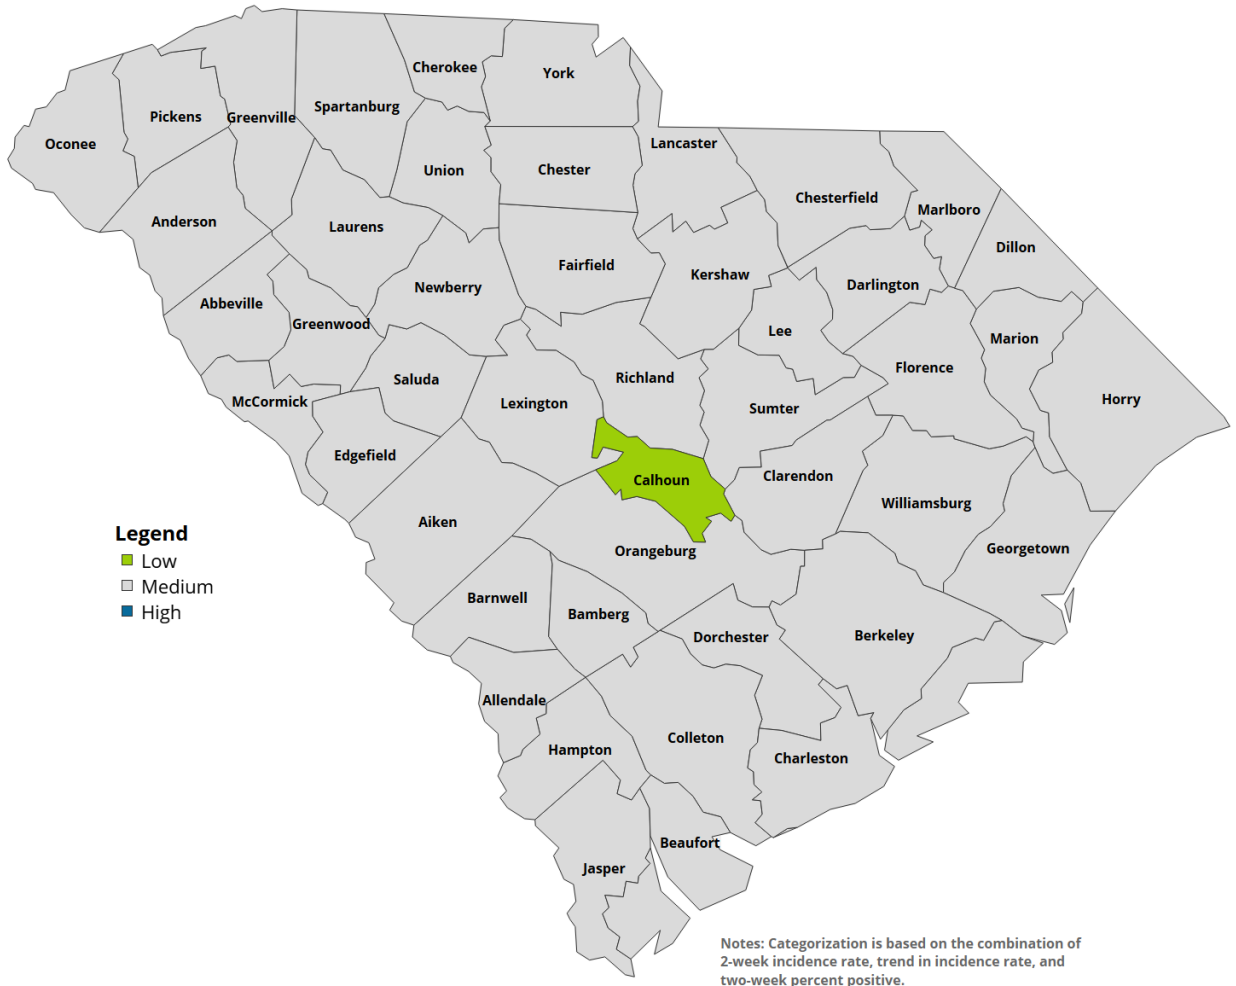 Cherokee
York
Spartanburg
Pickens
Greenville
Oconee
Lancaster
Union
Chester
Chesterfield
Marlboro
Anderson
Laurens
Dillon
Fairfield
Kershaw
Darlington
Newberry
Abbeville
Greenwood
Lee
Marion
Florence
Saluda
Richland
McCormick
Lexington
Sumter
Horry
Edgefield
Calhoun
Clarendon
Williamsburg
Aiken
Georgetown
Orangeburg
Legend
Low
Medium
High
Barnwell
Bamberg
Dorchester
Berkeley
Allendale
Hampton
Colleton
Charleston
Beaufort
Jasper
Notes: Categorization is based on the combination of
2-week incidence rate, trend in incidence rate, and
two-week percent positive.